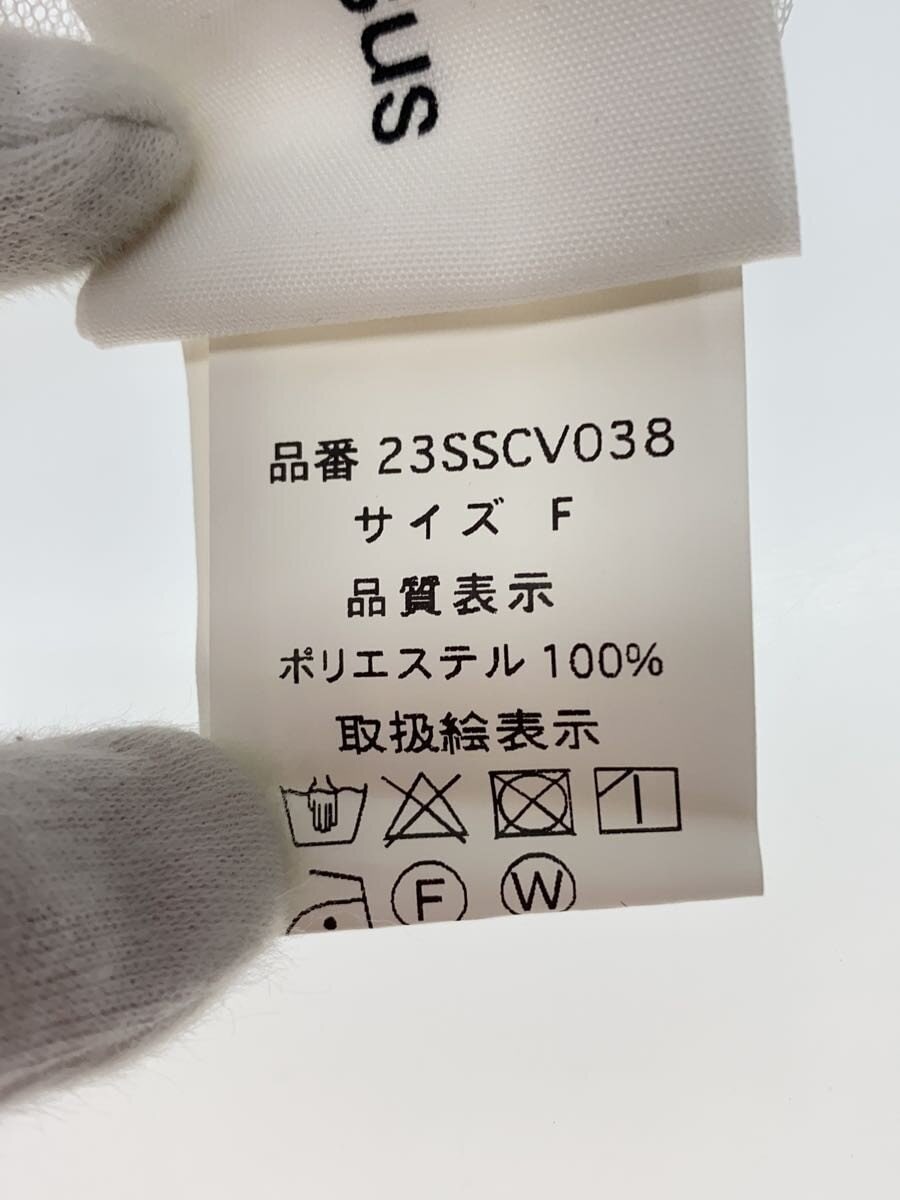 品番 23SSCV038
サイズ F
品質表示
ポリエステル 100%
取扱絵表示
F W